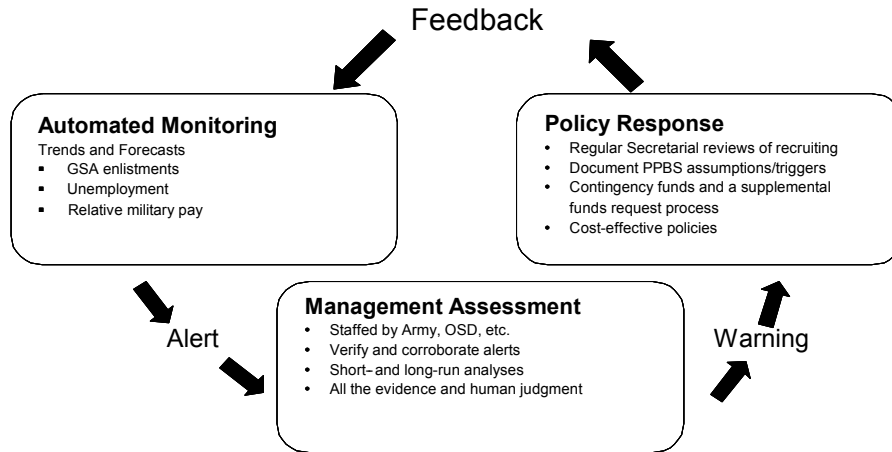 Feedback
Automated Monitoring
Trends and Forecasts
▪ GSA enlistments
▪ Unemployment
▪ Relative military pay
Policy Response
• Regular Secretarial reviews of recruiting
• Document PPBS assumptions/triggers
• Contingency funds and a supplemental
funds request process
• Cost-effective policies
Alert
Management Assessment
• Staffed by Army, OSD, etc.
• Verify and corroborate alerts
• Short- and long-run analyses
• All the evidence and human judgment
Warning